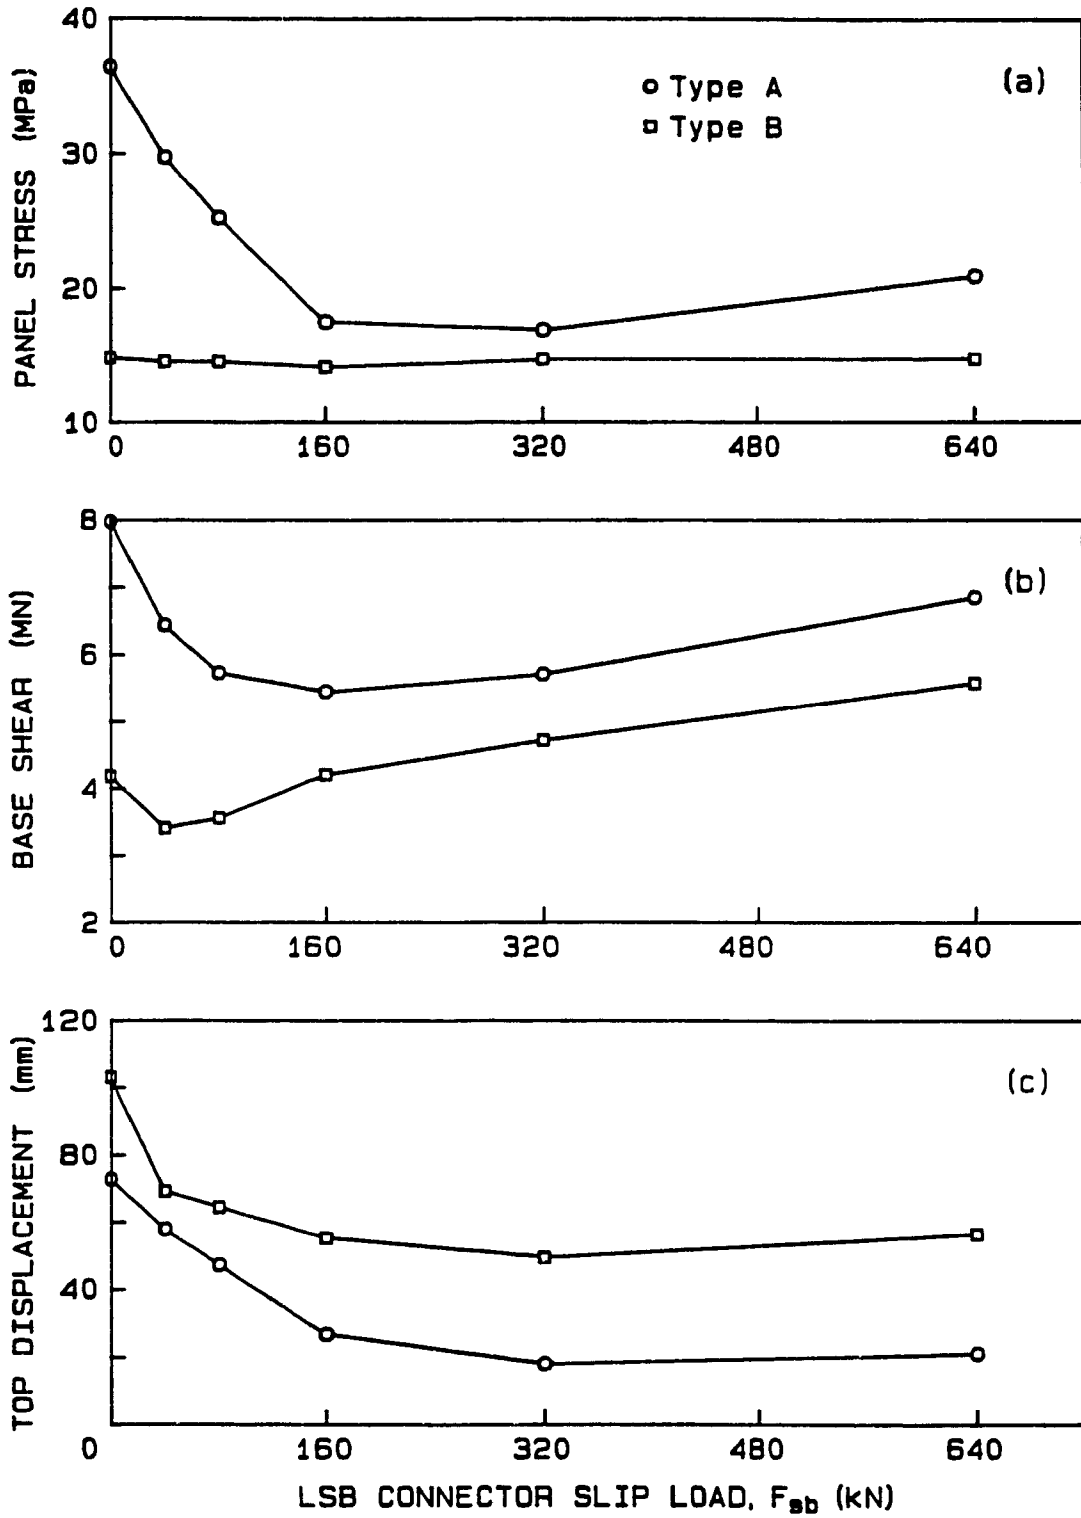 40
30
20
10
PANEL STRESS (MPa)
Type A
Type B
(a)
0 160 320 480 640
8
6
4
2
BASE SHEAR (MN)
(b)
0 160 320 480 640
120
80
40
0
TOP DISPLACEMENT (mm)
(c)
160 320 480 640
LSB CONNECTOR SLIP LOAD, Fsb (kN)